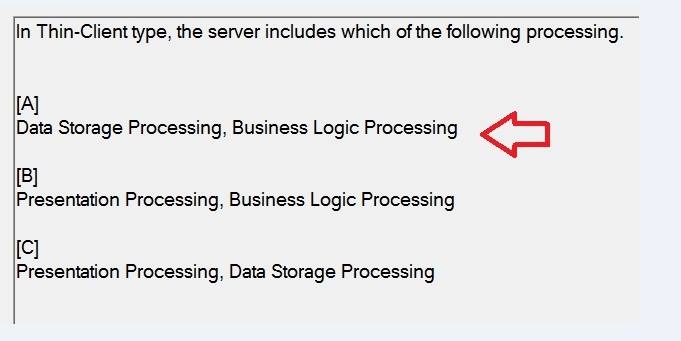 In Thin-Client type, the server includes which of the following processing.
[A]
Data Storage Processing, Business Logic Processing
[B]
Presentation Processing, Business Logic Processing
[C]
Presentation Processing, Data Storage Processing